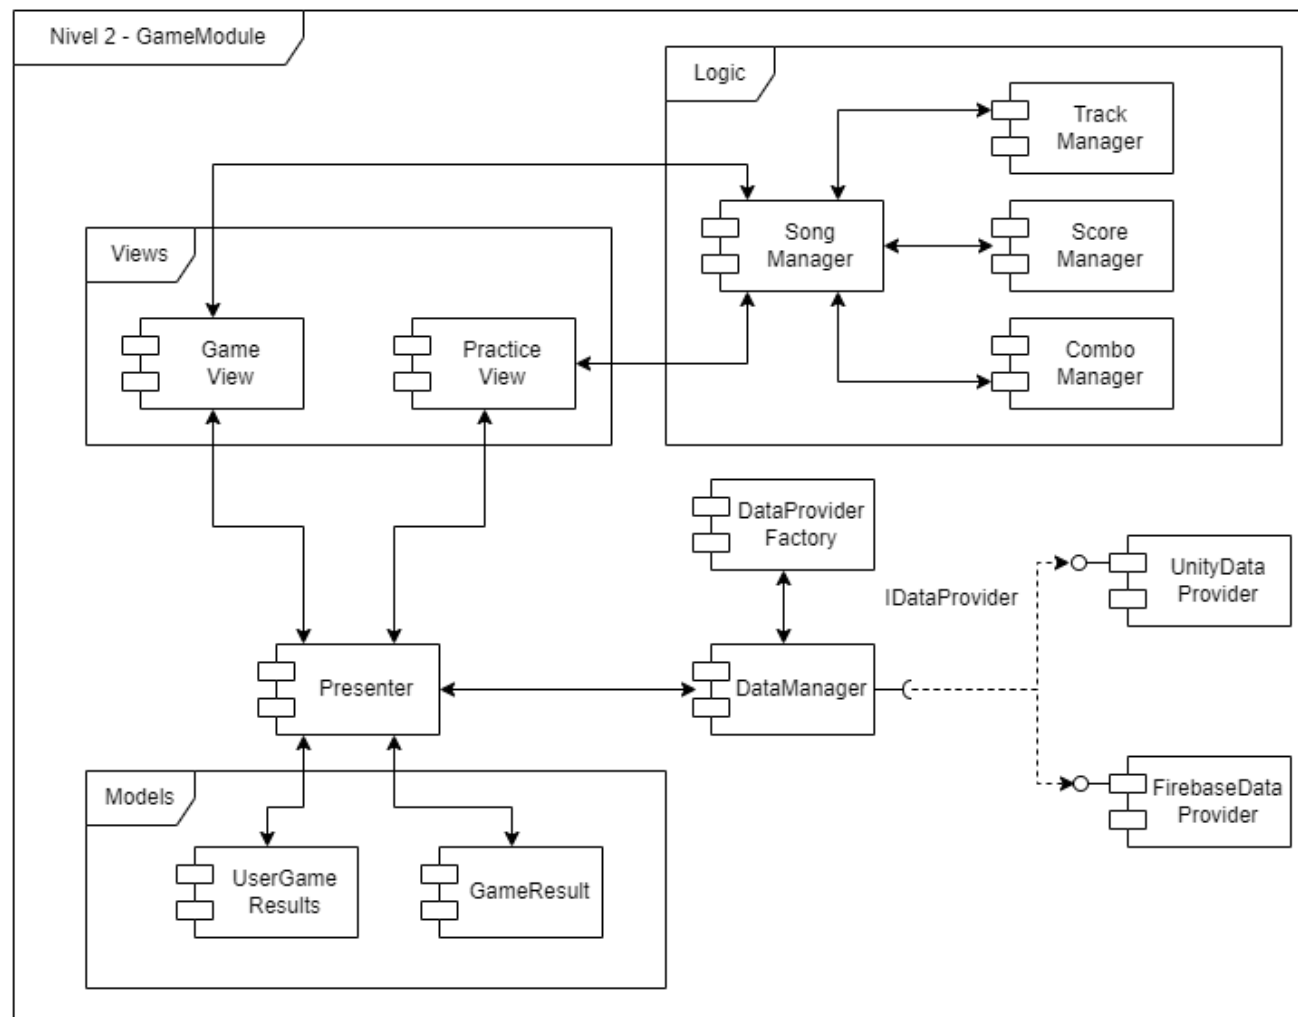 Nivel 2 - GameModule
Logic
Track
Manager
Song
Manager
Score
Manager
Combo
Manager
Views
Game
View
Practice
View
DataProvider
Factory
IDataProvider
UnityData
Provider
Presenter
DataManager
FirebaseData
Provider
Models
UserGame
Results
GameResult